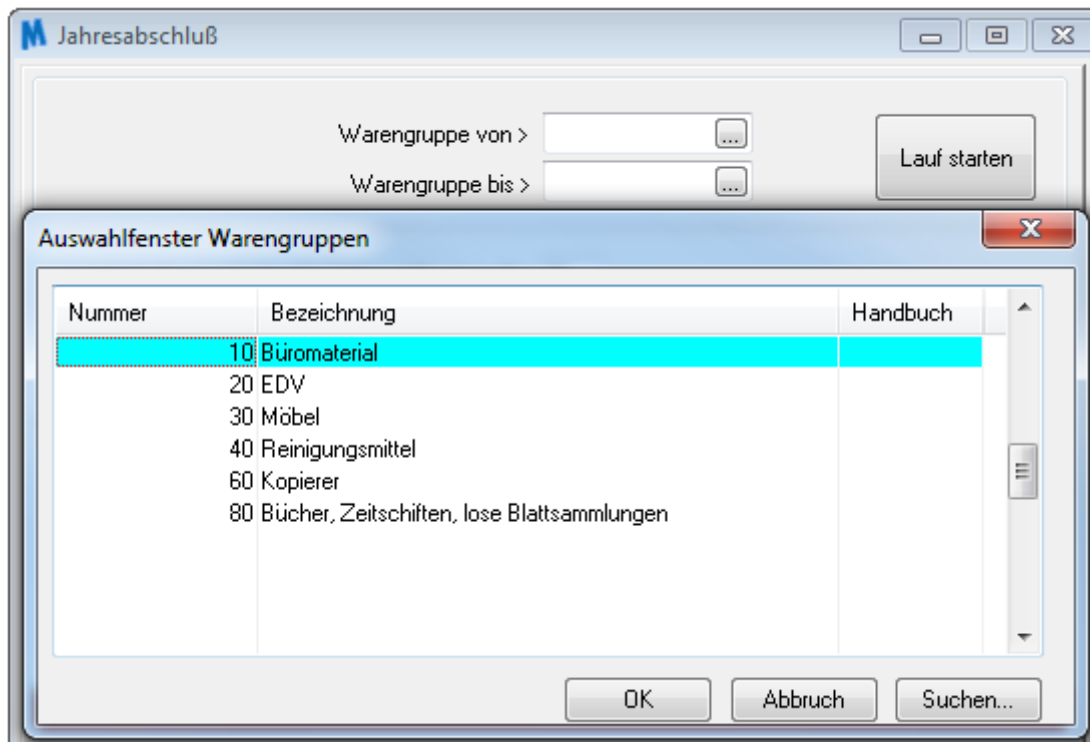 Jahresabschluß
Warengruppe von >
...
Lauf starten
Warengruppe bis >
...
Auswahlfenster Warengruppen
Nummer Bezeichnung Handbuch
10 Büromaterial
20 EDV
30 Möbel
40 Reinigungsmittel
60 Kopierer
80 Bücher, Zeitschiften, lose Blattsammlungen
OK Abbruch Suchen...